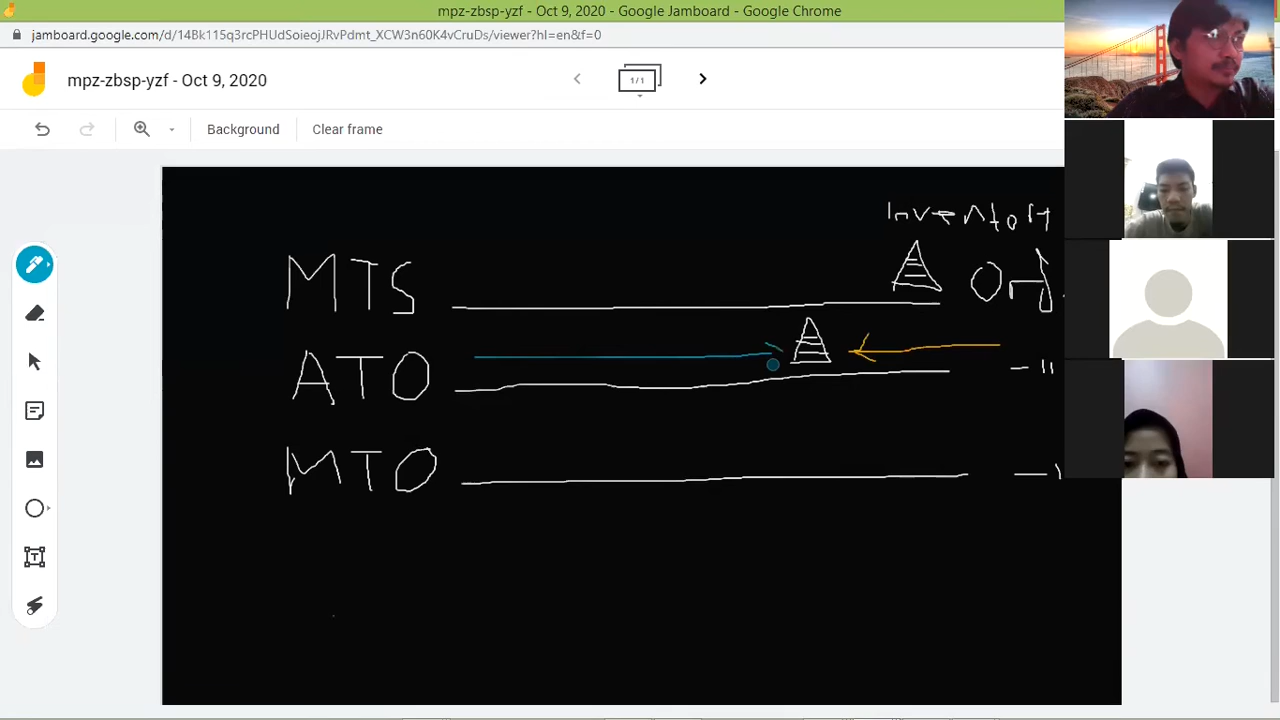 mpz-zbsp-yzf - Oct 9, 2020 - Google Jamboard - Google Chrome
jamboard.google.com/d/14Bk115q3rcPHUdSoieojJRvPdmt_XCW3n60K4vCruDs/viewer?hl=en&f=0
mpz-zbsp-yzf - Oct 9, 2020
1/1
Background
Clear frame
Inventory
MTS
ATO
- "
MTO